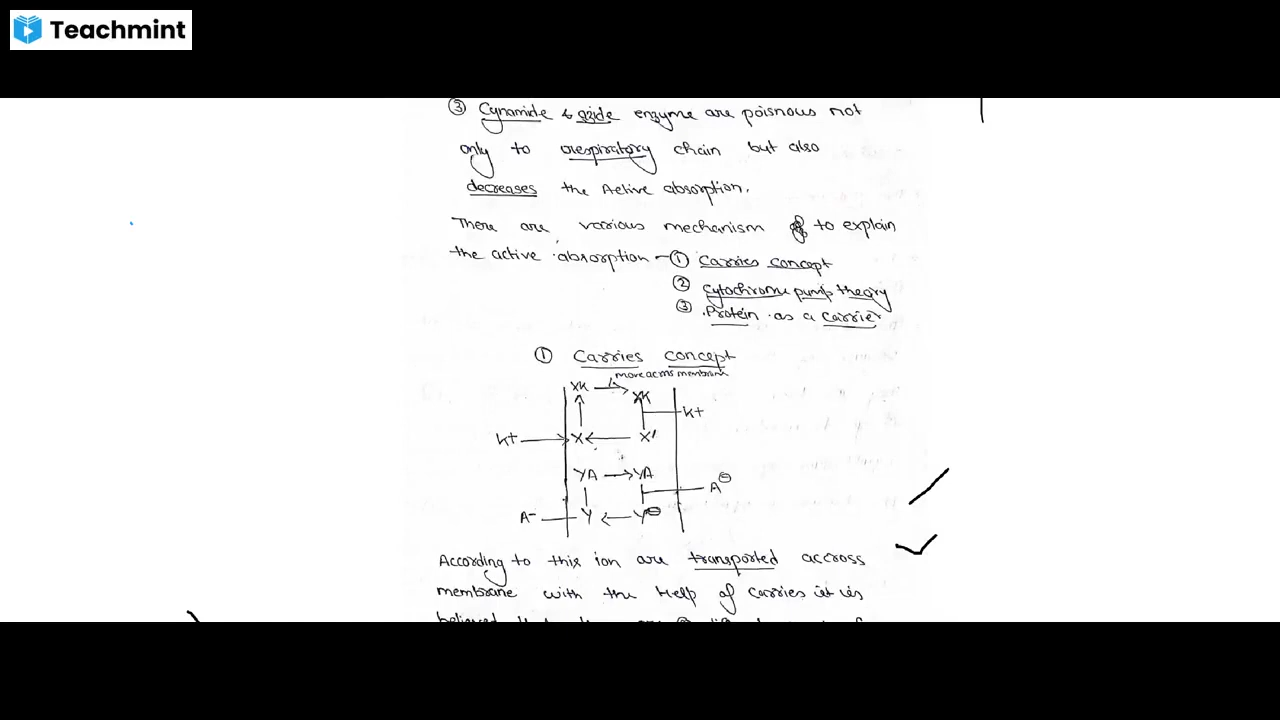 Teachmint
③ Cynamide & azide enzyme are poisnous not
only to respiratory chain but also
decreases the Active absorption.
There are various mechanism to explain
the active absorption - ① Carries concept
② cytochrome pump theory
③ Protein as a carrier
① Carries concept
move across membrane
XK XK
K+
K+ X X'
YA YA
A⊖
A- Y Y⊖
According to this ion are transported accross
membrane with the Help of carries it is
believed